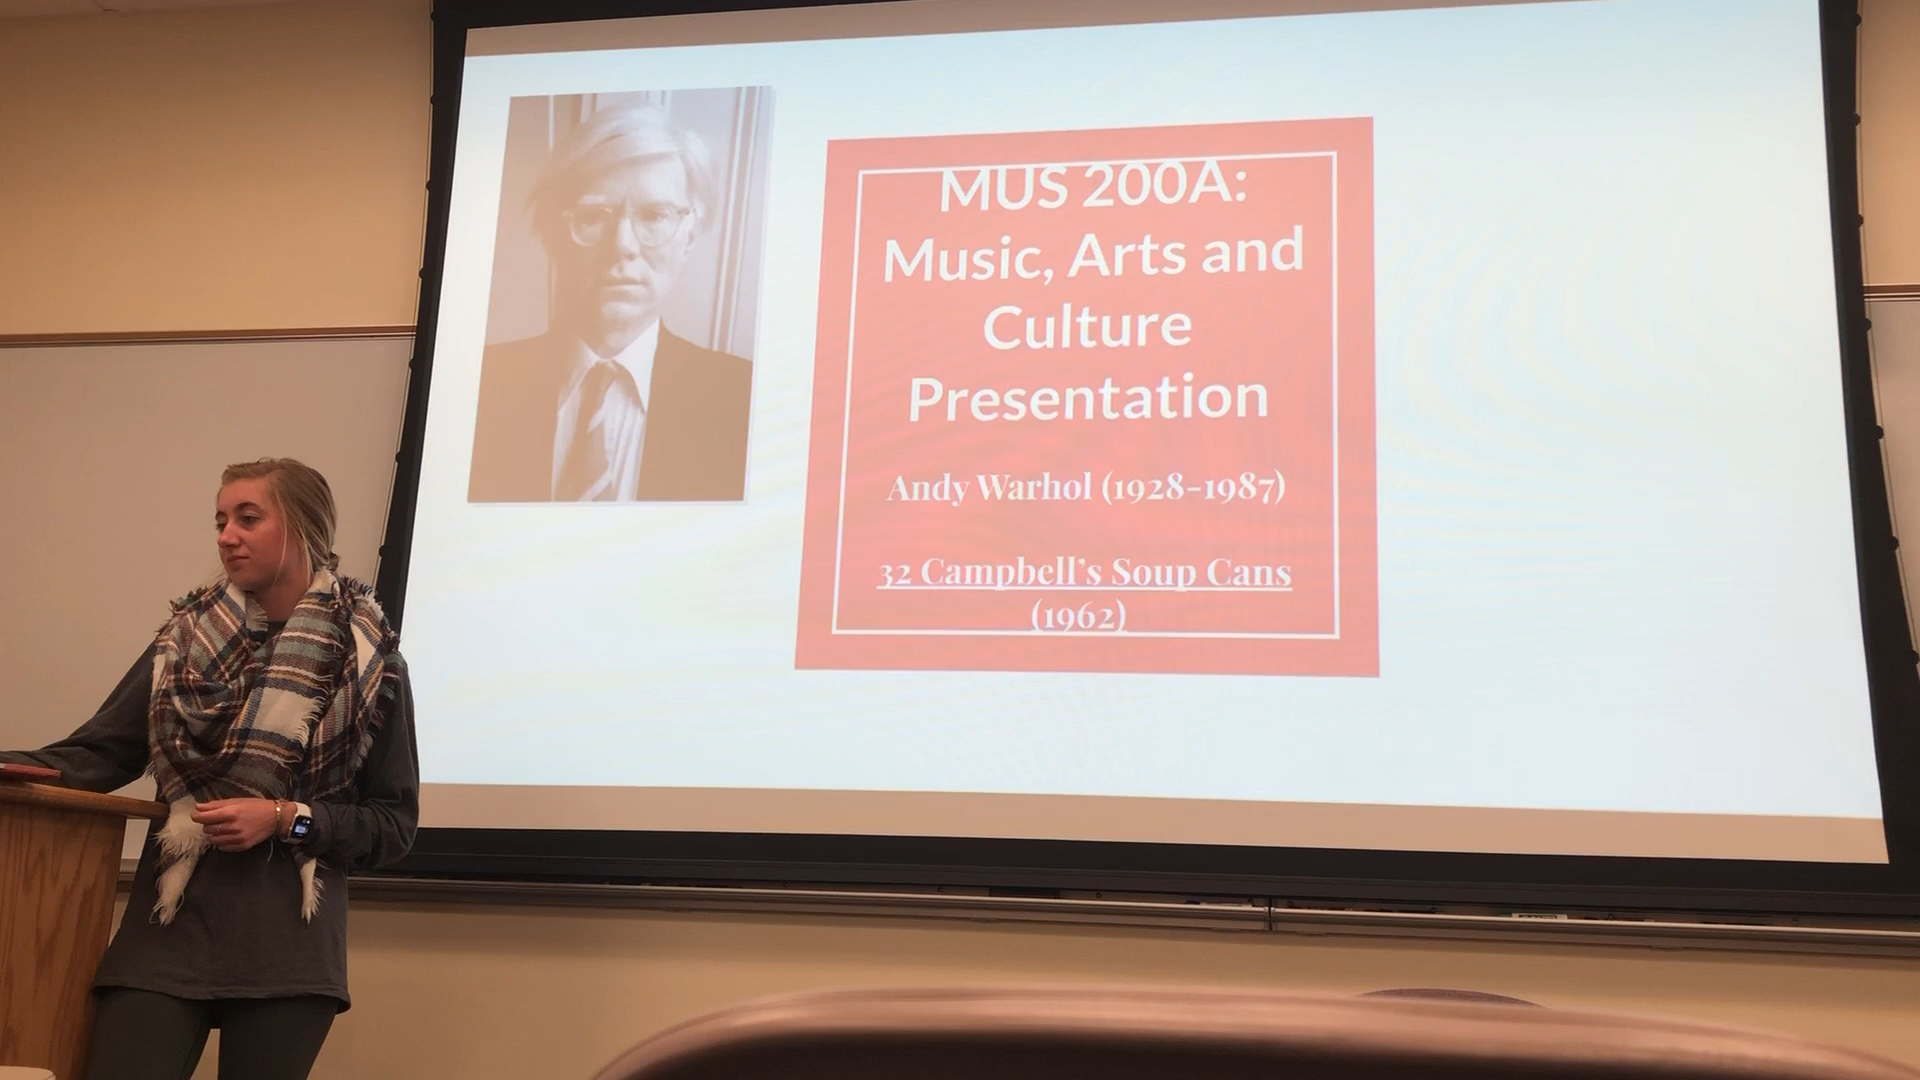 MUS 200A:
Music, Arts and
Culture
Presentation
Andy Warhol (1928-1987)
32 Campbell's Soup Cans
(1962)